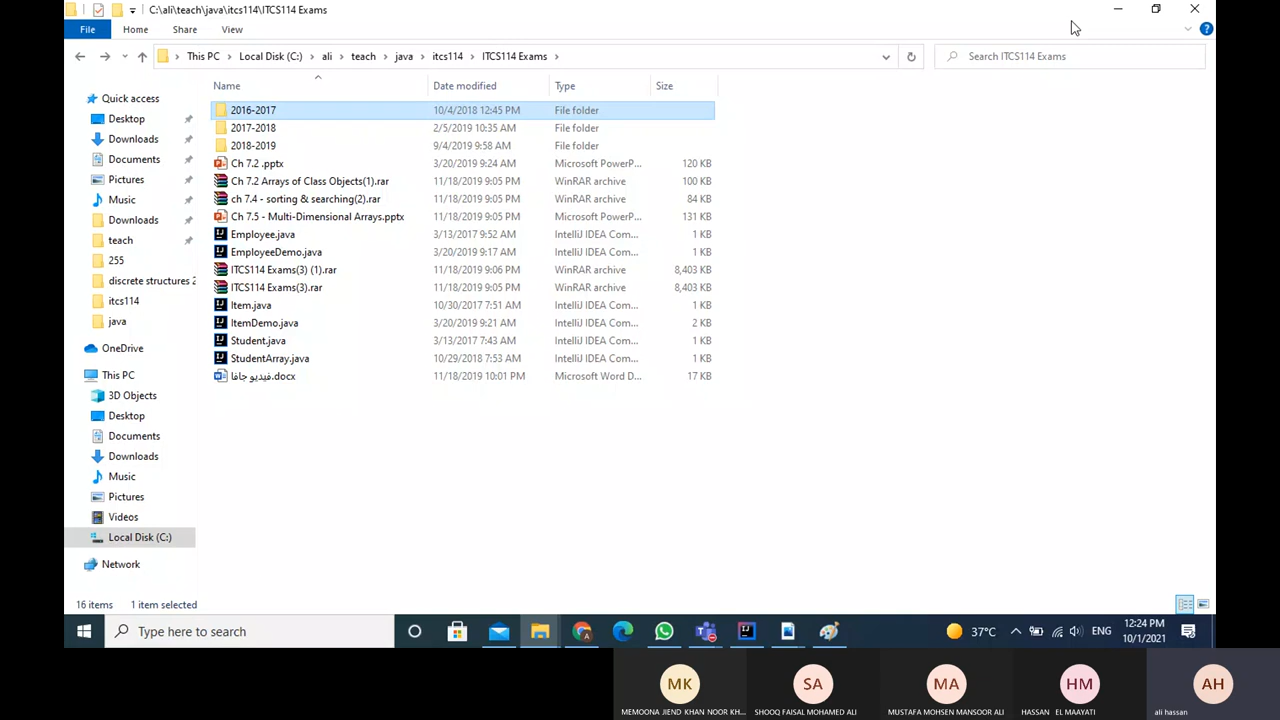 C:\ali\teach\java\itcs114\ITCS114 Exams
File Home Share View
This PC Local Disk (C:) ali teach java itcs114 ITCS114 Exams
Search ITCS114 Exams
Name Date modified Type Size
Quick access
Desktop
Downloads
Documents
Pictures
Music
Downloads
teach
255
discrete structures 2
itcs114
java
OneDrive
This PC
3D Objects
Desktop
Documents
Downloads
Music
Pictures
Videos
Local Disk (C:)
Network
2016-2017 10/4/2018 12:45 PM File folder
2017-2018 2/5/2019 10:35 AM File folder
2018-2019 9/4/2019 9:58 AM File folder
Ch 7.2 .pptx 3/20/2019 9:24 AM Microsoft PowerP... 120 KB
Ch 7.2 Arrays of Class Objects(1).rar 11/18/2019 9:05 PM WinRAR archive 100 KB
ch 7.4 - sorting & searching(2).rar 11/18/2019 9:05 PM WinRAR archive 84 KB
Ch 7.5 - Multi-Dimensional Arrays.pptx 11/18/2019 9:05 PM Microsoft PowerP... 131 KB
Employee.java 3/13/2017 9:52 AM IntelliJ IDEA Com... 1 KB
EmployeeDemo.java 3/20/2019 9:17 AM IntelliJ IDEA Com... 1 KB
ITCS114 Exams(3) (1).rar 11/18/2019 9:06 PM WinRAR archive 8,403 KB
ITCS114 Exams(3).rar 11/18/2019 9:05 PM WinRAR archive 8,403 KB
Item.java 10/30/2017 7:51 AM IntelliJ IDEA Com... 1 KB
ItemDemo.java 3/20/2019 9:21 AM IntelliJ IDEA Com... 2 KB
Student.java 3/13/2017 7:43 AM IntelliJ IDEA Com... 1 KB
StudentArray.java 10/29/2018 7:53 AM IntelliJ IDEA Com... 1 KB
فيديو جافا.docx 11/18/2019 10:01 PM Microsoft Word D... 17 KB
16 items 1 item selected
Type here to search
37°C ENG 12:24 PM
10/1/2021
MK SA MA HM AH
MEMOONA JIEND KHAN NOOR KH... SHOOQ FAISAL MOHAMED ALI MUSTAFA MOHSEN MANSOOR ALI HASSAN EL MAAYATI ali hassan